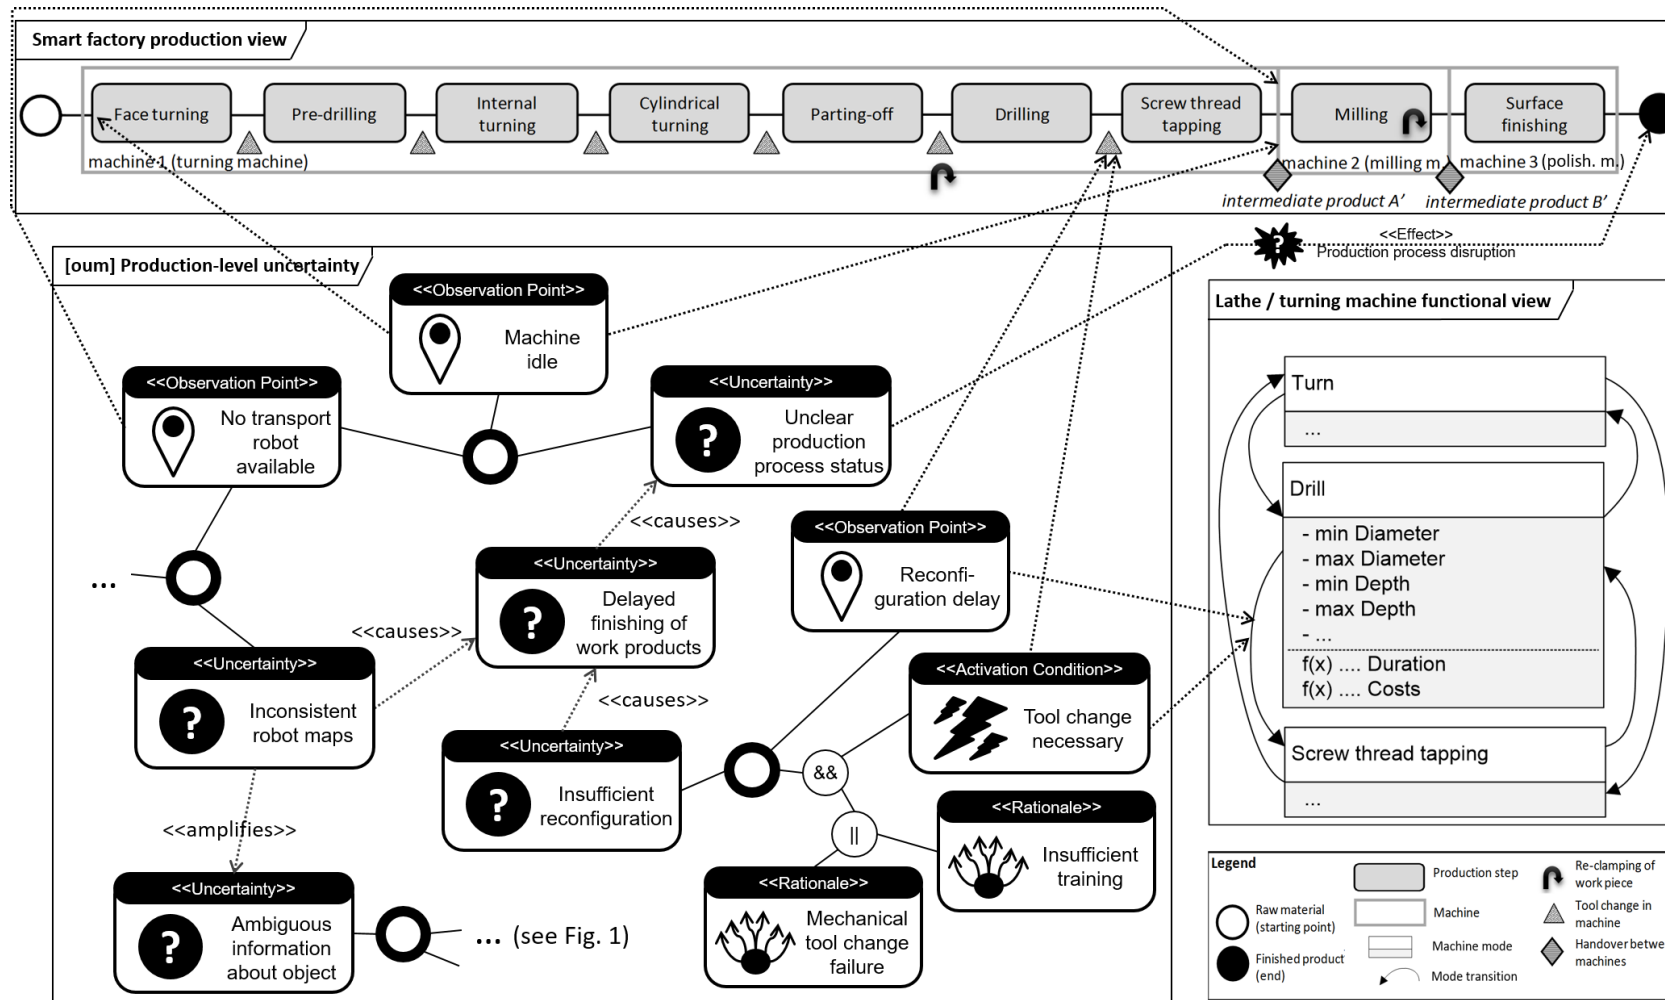 Smart factory production view
Face turning
Pre-drilling
Internal
turning
Cylindrical
turning
Parting-off
Drilling
Screw thread
tapping
Milling
Surface
finishing
machine 1 (turning machine)
machine 2 (milling m.
machine 3 (polish. m.)
intermediate product A'
intermediate product B'
<<Effect>>
?
Production process disruption
[oum] Production-level uncertainty
<<Observation Point>>
Machine
idle
<<Observation Point>>
No transport
robot
available
<<Uncertainty>>
?
Unclear
production
process status
<<causes>>
<<Observation Point>>
Reconfi-
guration delay
...
<<Uncertainty>>
?
Delayed
finishing of
work products
<<causes>>
<<causes>>
<<Uncertainty>>
?
Inconsistent
robot maps
<<Activation Condition>>
Tool change
necessary
<<Uncertainty>>
?
Insufficient
reconfiguration
&&
||
<<Rationale>>
Insufficient
training
<<amplifies>>
<<Rationale>>
Mechanical
tool change
failure
<<Uncertainty>>
?
Ambiguous
information
about object
... (see Fig. 1)
Lathe / turning machine functional view
Turn
...
Drill
- min Diameter
- max Diameter
- min Depth
- max Depth
- ...
f(x) .... Duration
f(x) .... Costs
Screw thread tapping
...
Legend
Raw material
(starting point)
Finished product
(end)
Production step
Machine
Machine mode
Mode transition
Re-clamping of
work piece
Tool change in
machine
Handover betwe
machines